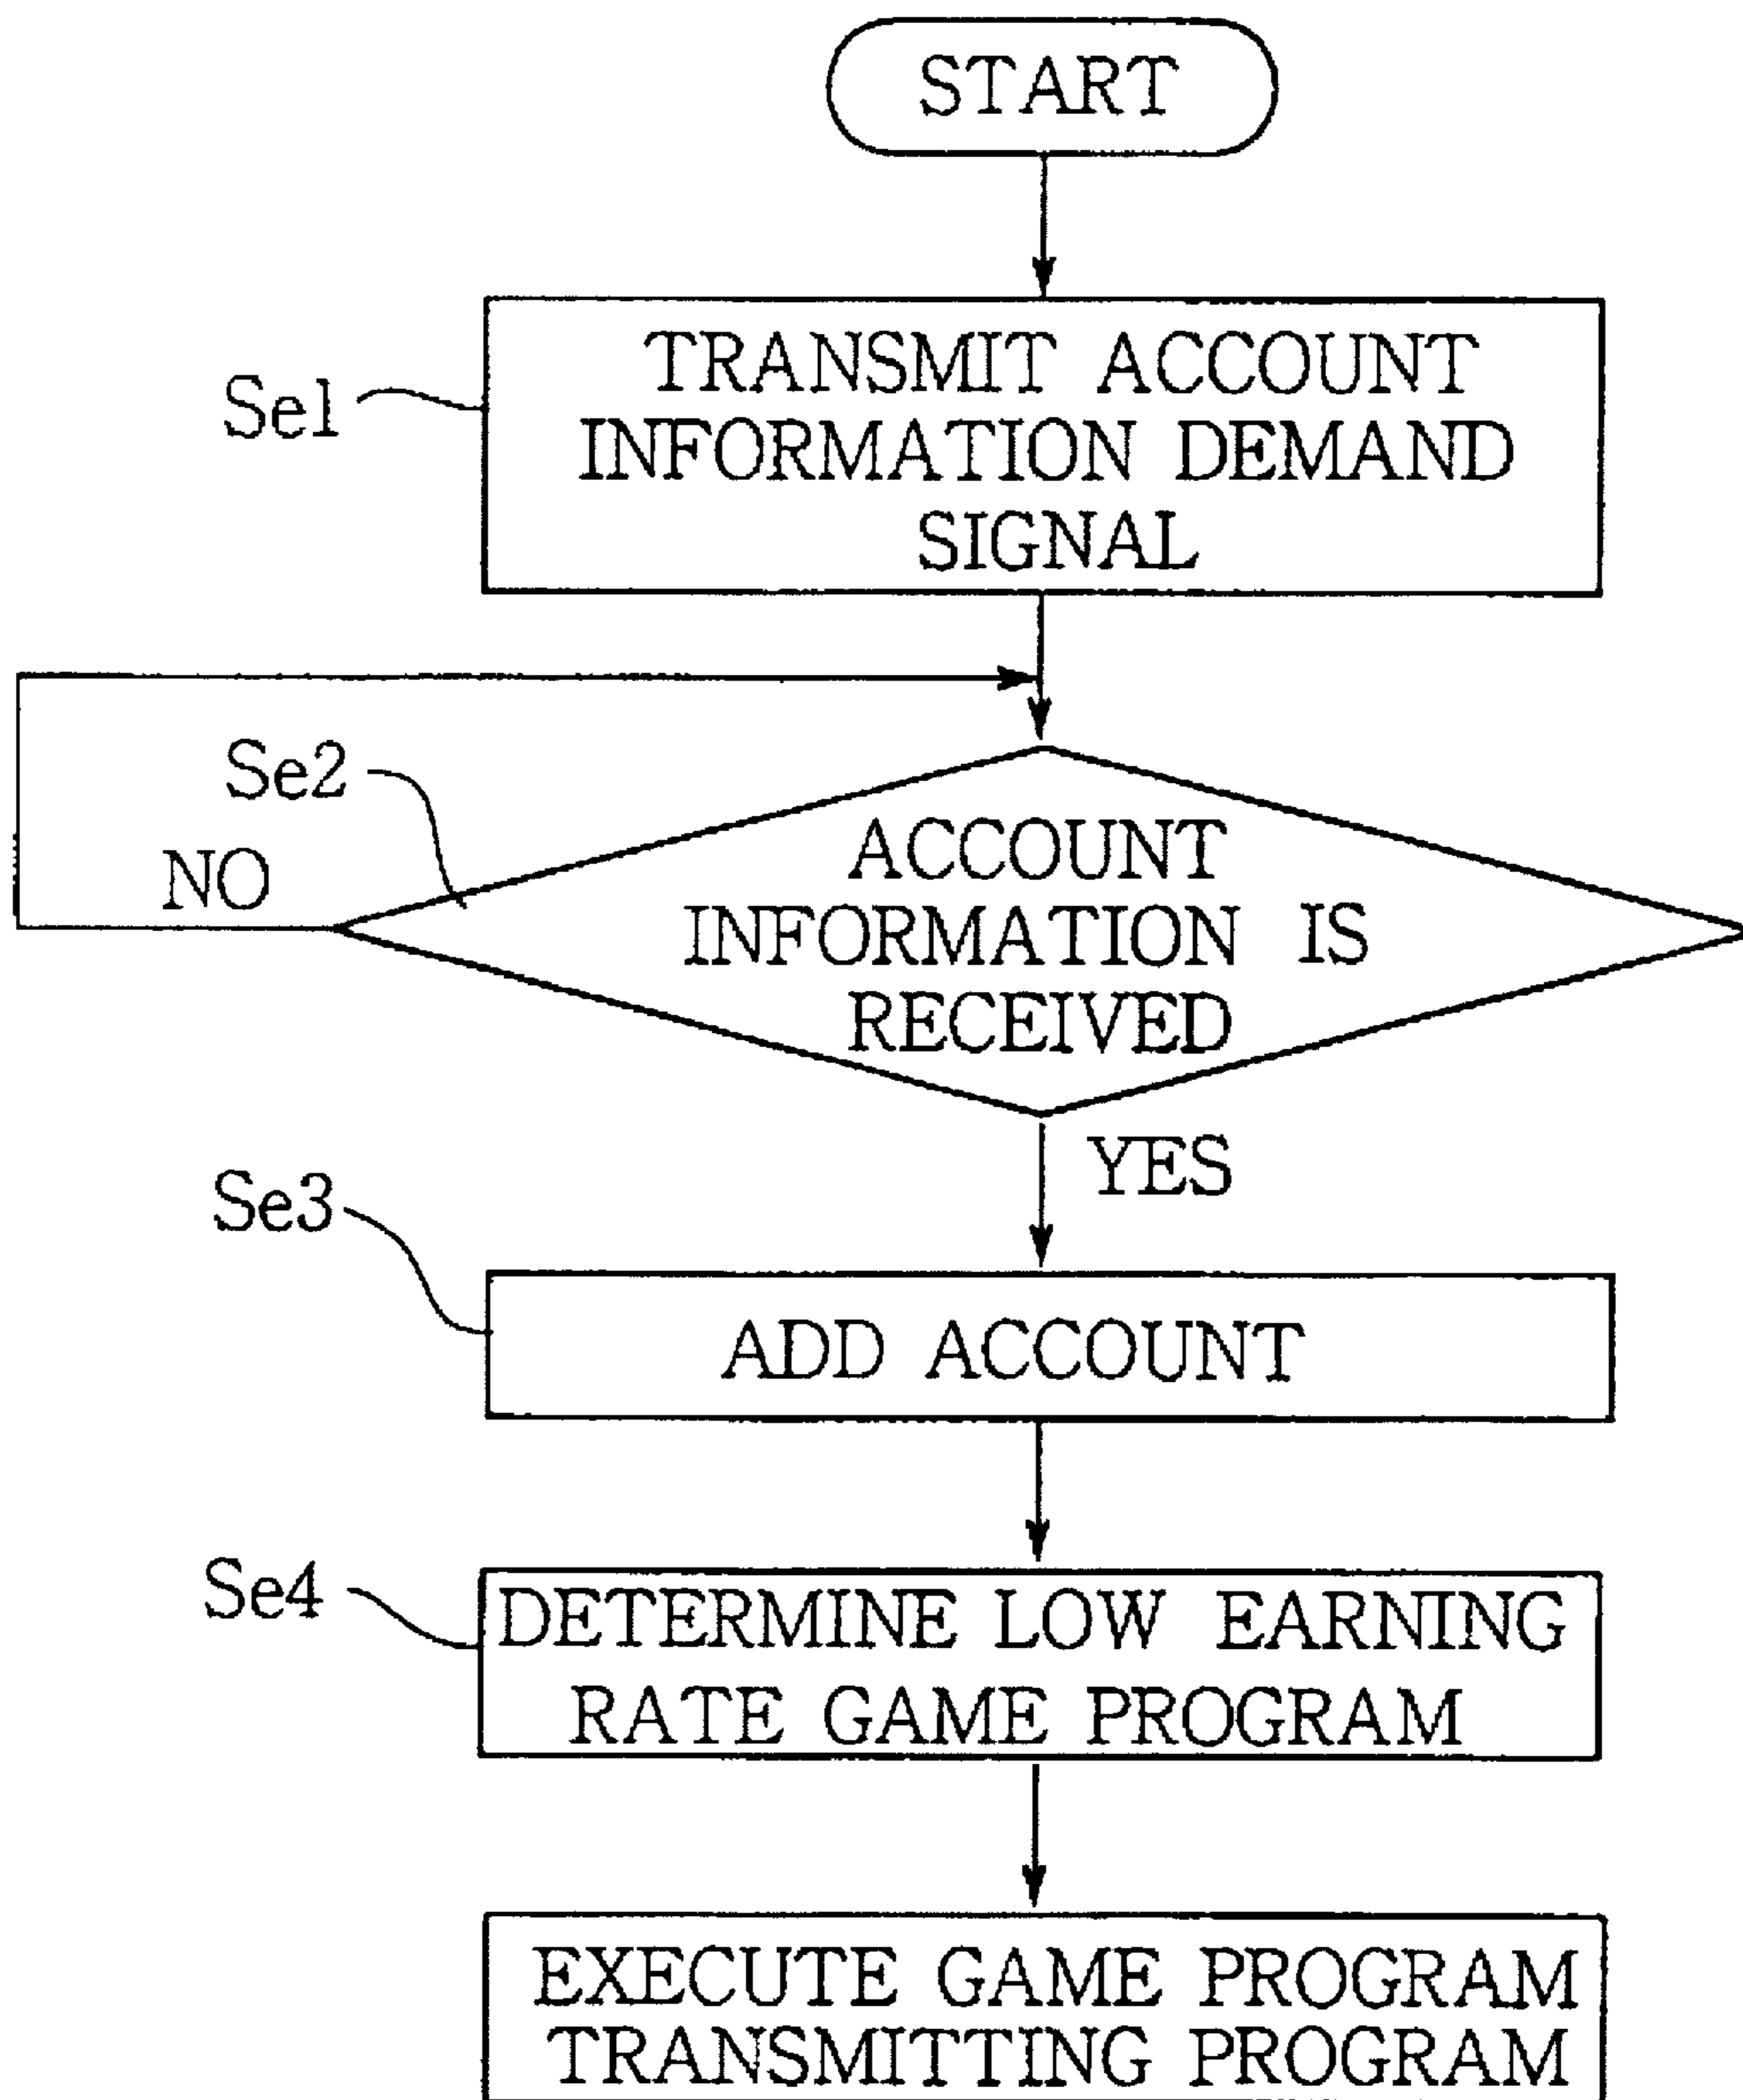 START
TRANSMIT ACCOUNT
INFORMATION DEMAND
SIGNAL
Se1
Se2
NO
ACCOUNT
INFORMATION IS
RECEIVED
YES
Se3
ADD ACCOUNT
Se4
DETERMINE LOW EARNING
RATE GAME PROGRAM
EXECUTE GAME PROGRAM
TRANSMITTING PROGRAM